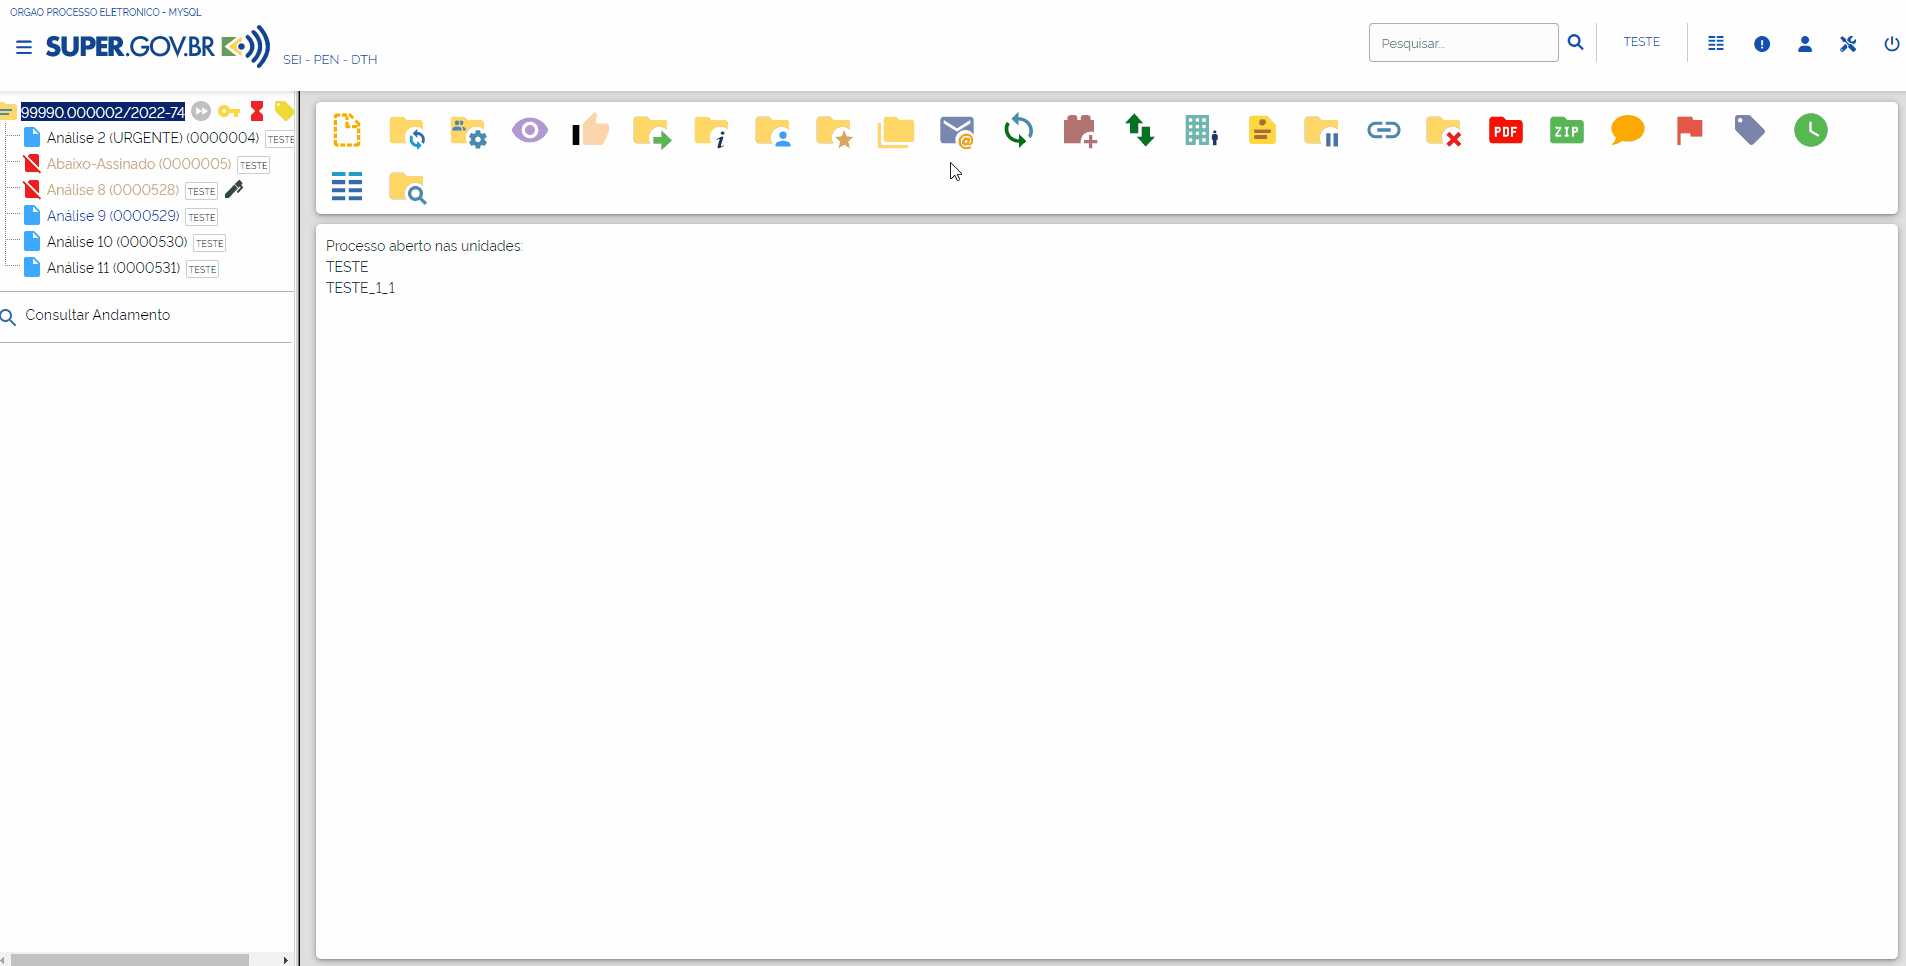 ORGAO PROCESSO ELETRONICO - MYSQL
SUPER.GOV.BR
SEI - PEN - DTH
Pesquisar...
TESTE
99990.000002/2022-74
Análise 2 (URGENTE) (0000004) TESTE
Abaixo-Assinado (0000005) TESTE
Análise 8 (0000528) TESTE
Análise 9 (0000529) TESTE
Análise 10 (0000530) TESTE
Análise 11 (0000531) TESTE
Consultar Andamento
i
@
PDF
ZIP
Processo aberto nas unidades:
TESTE
TESTE_1_1